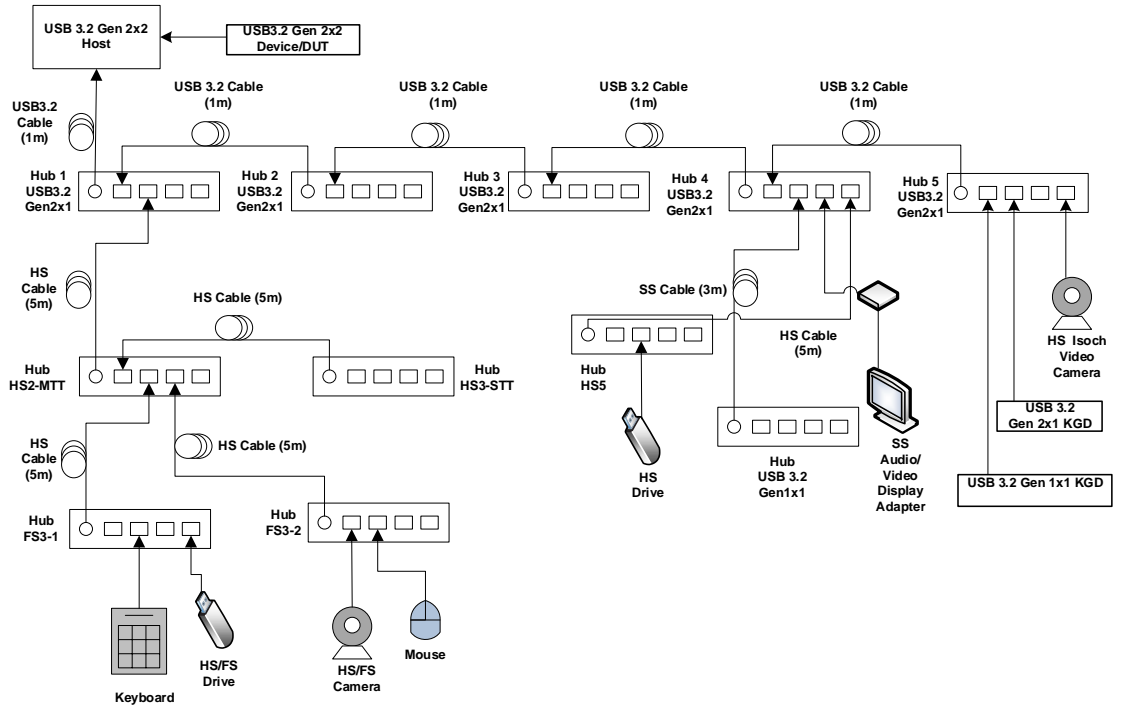 USB 3.2 Gen 2x2
Host
USB3.2 Gen 2x2
Device/DUT
USB3.2
Cable
(1m)
USB 3.2 Cable
(1m)
USB 3.2 Cable
(1m)
USB 3.2 Cable
(1m)
USB 3.2 Cable
(1m)
Hub 1
USB3.2
Gen2x1
Hub 2
USB3.2
Gen2x1
Hub 3
USB3.2
Gen2x1
Hub 4
USB3.2
Gen2x1
Hub 5
USB3.2
Gen2x1
HS
Cable
(5m)
HS Cable (5m)
SS Cable (3m)
HS Cable
(5m)
HS Isoch
Video
Camera
Hub
HS2-MTT
Hub
HS3-STT
Hub
HS5
USB 3.2
Gen 2x1 KGD
HS
Cable
(5m)
HS Cable (5m)
HS
Drive
Hub
USB 3.2
Gen1x1
SS
Audio/
Video
Display
Adapter
USB 3.2 Gen 1x1 KGD
Hub
FS3-1
Hub
FS3-2
Keyboard
HS/FS
Drive
HS/FS
Camera
Mouse